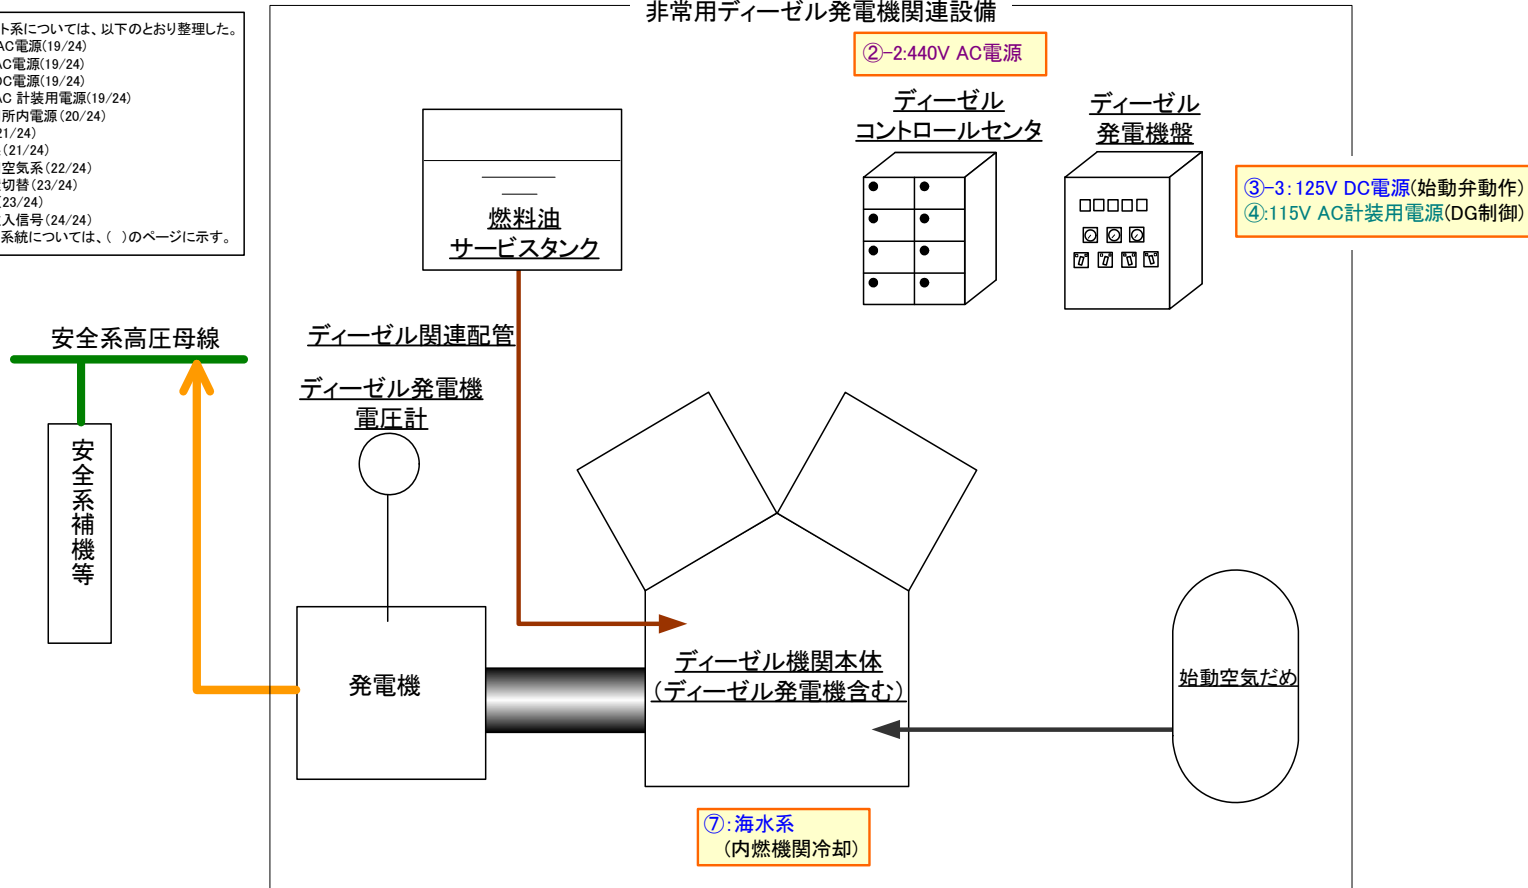 非常用ディーゼル発電機関連設備
ト系については、以下のとおり整理した。
AC電源(19/24)
AC電源(19/24)
DC電源(19/24)
AC 計装用電源(19/24)
所内電源(20/24)
21/24)
(21/24)
空気系(22/24)
切替(23/24)
(23/24)
入信号(24/24)
系統については、( )のページに示す。
②-2:440V AC電源
ディーゼル
コントロールセンタ
ディーゼル
発電機盤
③-3:125V DC電源(始動弁動作)
④:115V AC計装用電源(DG制御)
燃料油
サービスタンク
安全系高圧母線
ディーゼル関連配管
ディーゼル発電機
電圧計
安全系補機等
発電機
ディーゼル機関本体
(ディーゼル発電機含む)
始動空気だめ
⑦:海水系
(内燃機関冷却)